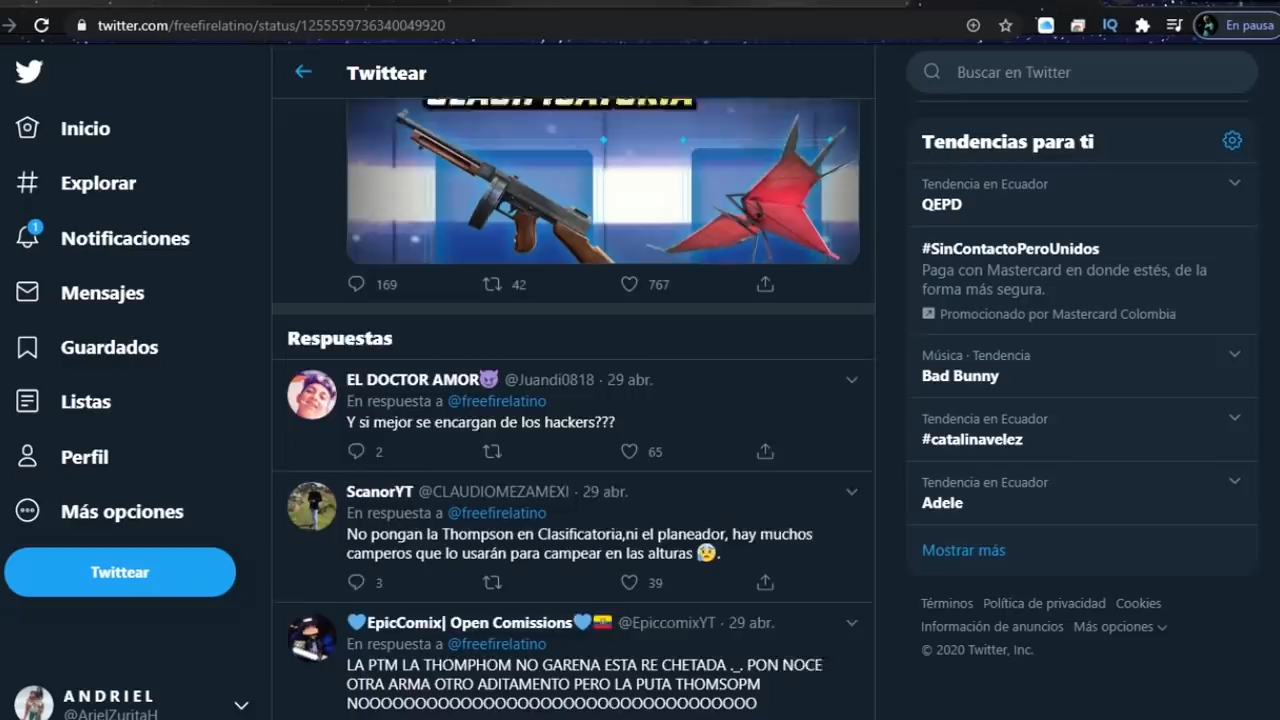 twitter.com/freefirelatino/status/1255559736340049920
IQ
En pausa
Inicio
Explorar
1
Notificaciones
Mensajes
Guardados
Listas
Perfil
Más opciones
Twittear
ANDRIEL
@ArielZuritaH
Twittear
CLASIFICATORIA
169
42
767
Respuestas
EL DOCTOR AMOR😈 @Juandi0818 · 29 abr.
En respuesta a @freefirelatino
Y si mejor se encargan de los hackers???
2
65
ScanorYT @CLAUDIOMEZAMEXI · 29 abr.
En respuesta a @freefirelatino
No pongan la Thompson en Clasificatoria,ni el planeador, hay muchos
camperos que lo usarán para campear en las alturas 😰.
3
39
💙EpicComix| Open Comissions💙🇪🇨 @EpiccomixYT · 29 abr.
En respuesta a @freefirelatino
LA PTM LA THOMPHOM NO GARENA ESTA RE CHETADA ._. PON NOCE
OTRA ARMA OTRO ADITAMENTO PERO LA PUTA THOMSOPM
NOOOOOOOOOOOOOOOOOOOOOOOOOOOOOOOOOOO
Buscar en Twitter
Tendencias para ti
Tendencia en Ecuador
QEPD
#SinContactoPeroUnidos
Paga con Mastercard en donde estés, de la
forma más segura.
Promocionado por Mastercard Colombia
Música · Tendencia
Bad Bunny
Tendencia en Ecuador
#catalinavelez
Tendencia en Ecuador
Adele
Mostrar más
Términos Política de privacidad Cookies
Información de anuncios Más opciones
© 2020 Twitter, Inc.